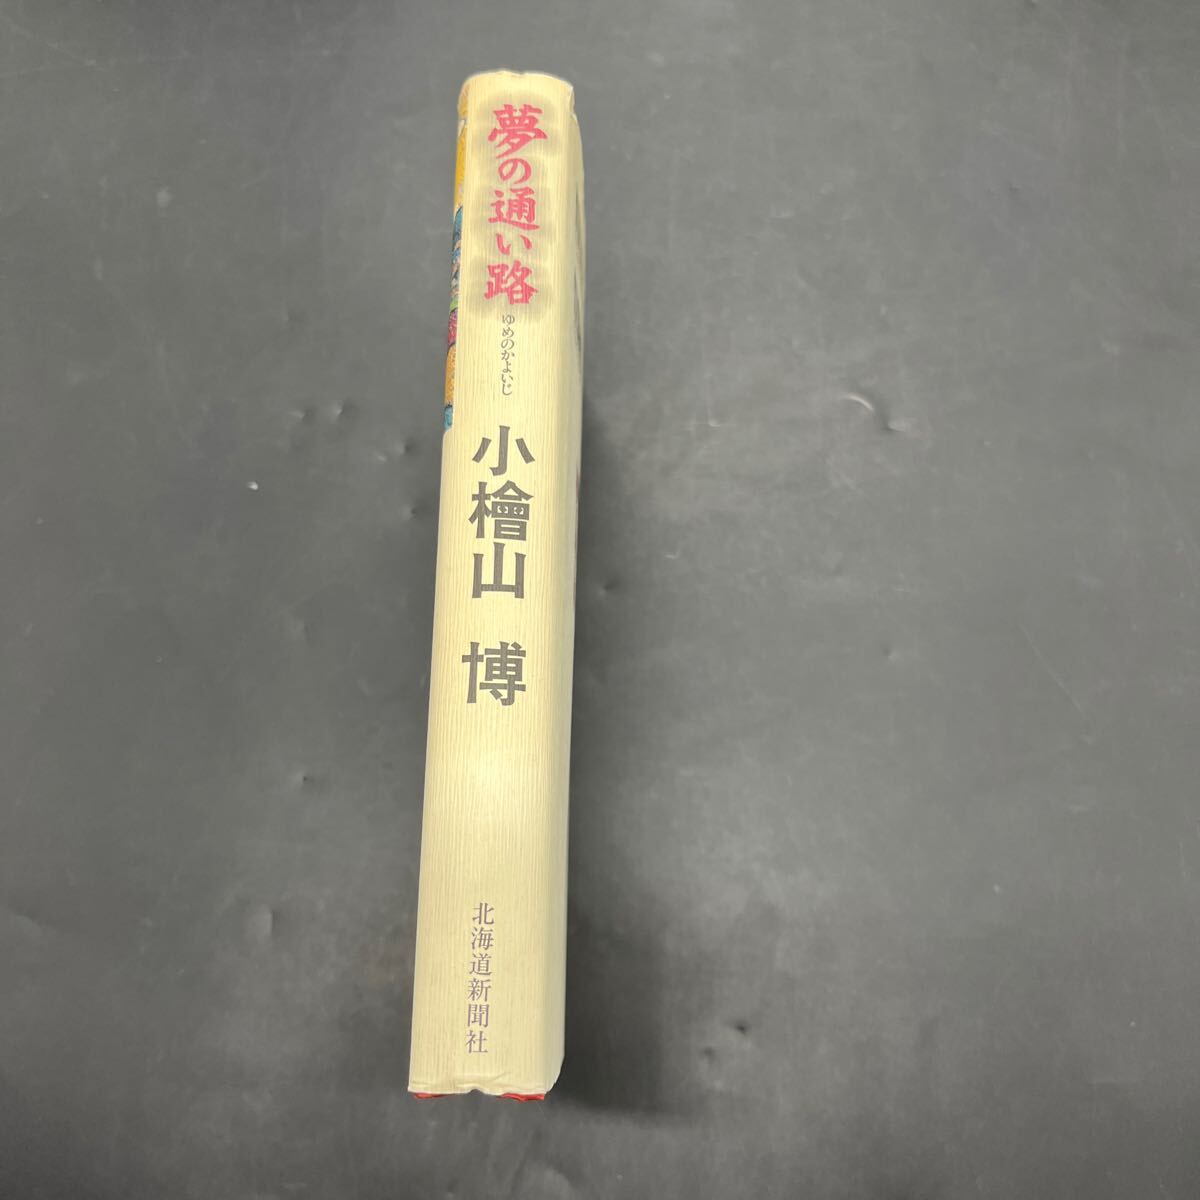 夢の通い路
ゆめのかよいじ
小檜山 博
北海道新聞社